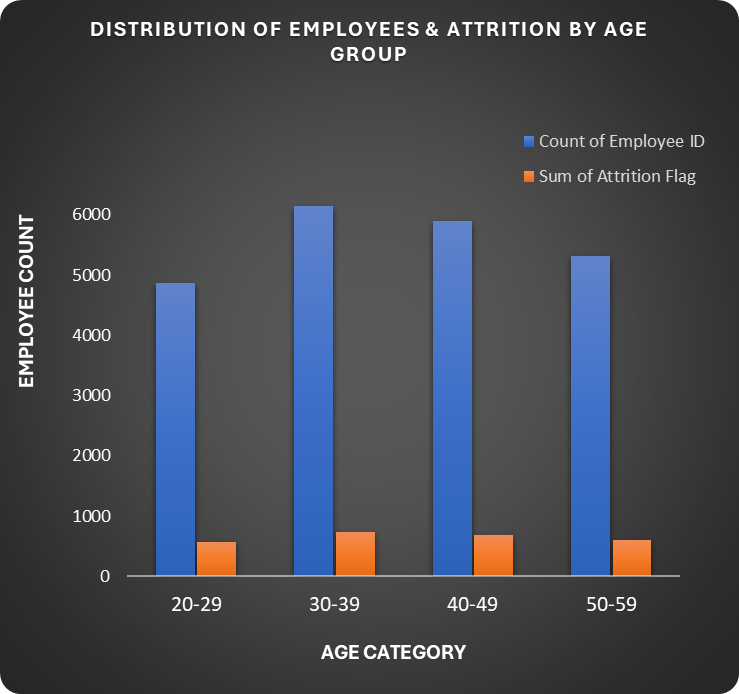 DISTRIBUTION OF EMPLOYEES & ATTRITION BY AGE
GROUP
Count of Employee ID
Sum of Attrition Flag
EMPLOYEE COUNT
6000
5000
4000
3000
2000
1000
0
20-29 30-39 40-49 50-59
AGE CATEGORY